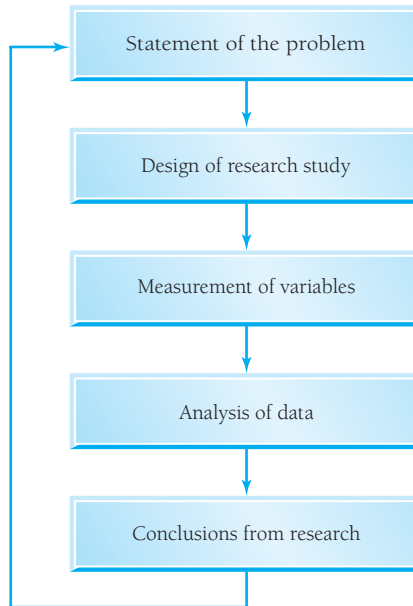 Statement of the problem
Design of research study
Measurement of variables
Analysis of data
Conclusions from research